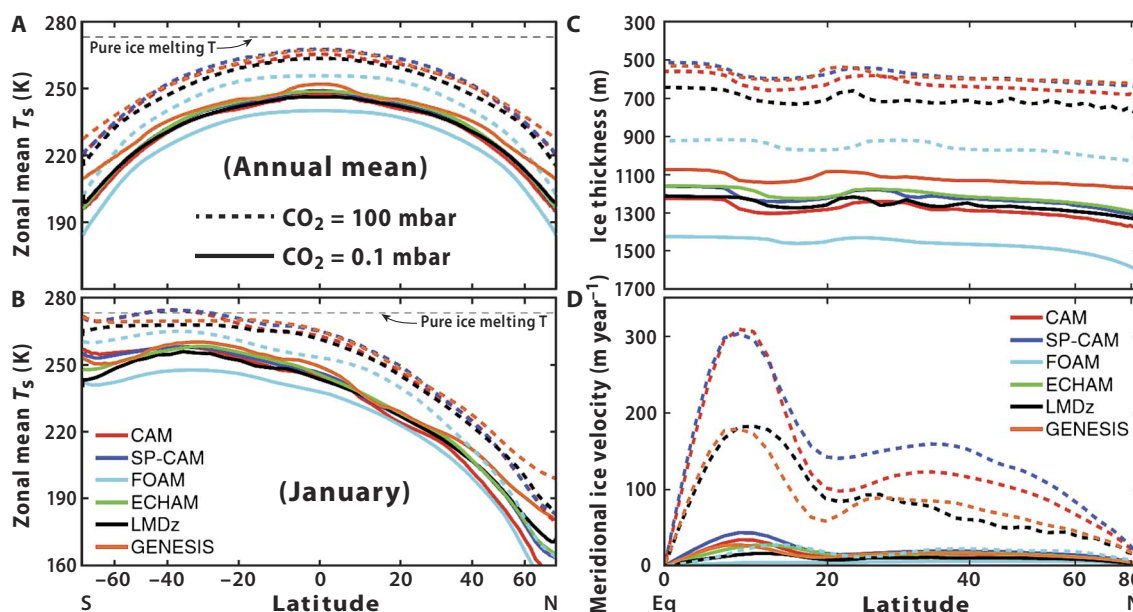 A
280
250
220
190
Zonal mean Ts (K)
Pure ice melting T
(Annual mean)
CO2 = 100 mbar
CO2 = 0.1 mbar
B
280
250
220
190
160
Zonal mean Ts (K)
Pure ice melting T
CAM
SP-CAM
FOAM
ECHAM
LMDz
GENESIS
(January)
−60 −40 −20 0 20 40 60
S Latitude N
C
300
500
700
900
1100
1300
1500
1700
Ice thickness (m)
D
300
200
100
0
Meridional ice velocity (m year−1)
CAM
SP-CAM
FOAM
ECHAM
LMDz
GENESIS
0 20 40 60 80
Eq Latitude N